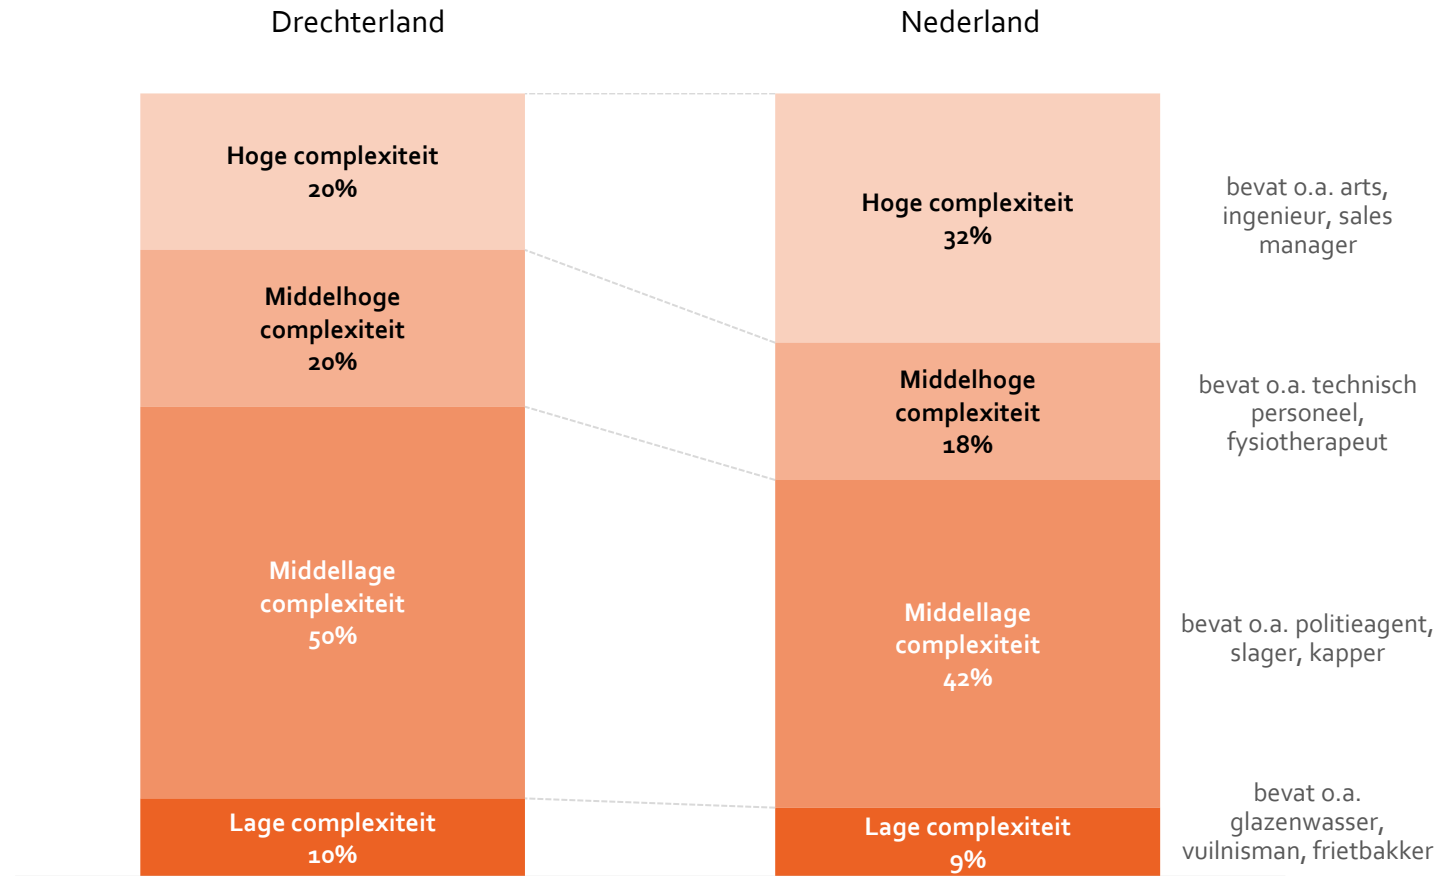 Drechterland
Nederland
Hoge complexiteit
20%
Middelhoge
complexiteit
20%
Middellage
complexiteit
50%
Lage complexiteit
10%
Hoge complexiteit
32%
Middelhoge
complexiteit
18%
Middellage
complexiteit
42%
Lage complexiteit
9%
bevat o.a. arts,
ingenieur, sales
manager
bevat o.a. technisch
personeel,
fysiotherapeut
bevat o.a. politieagent,
slager, kapper
bevat o.a.
glazenwasser,
vuilnisman, frietbakker